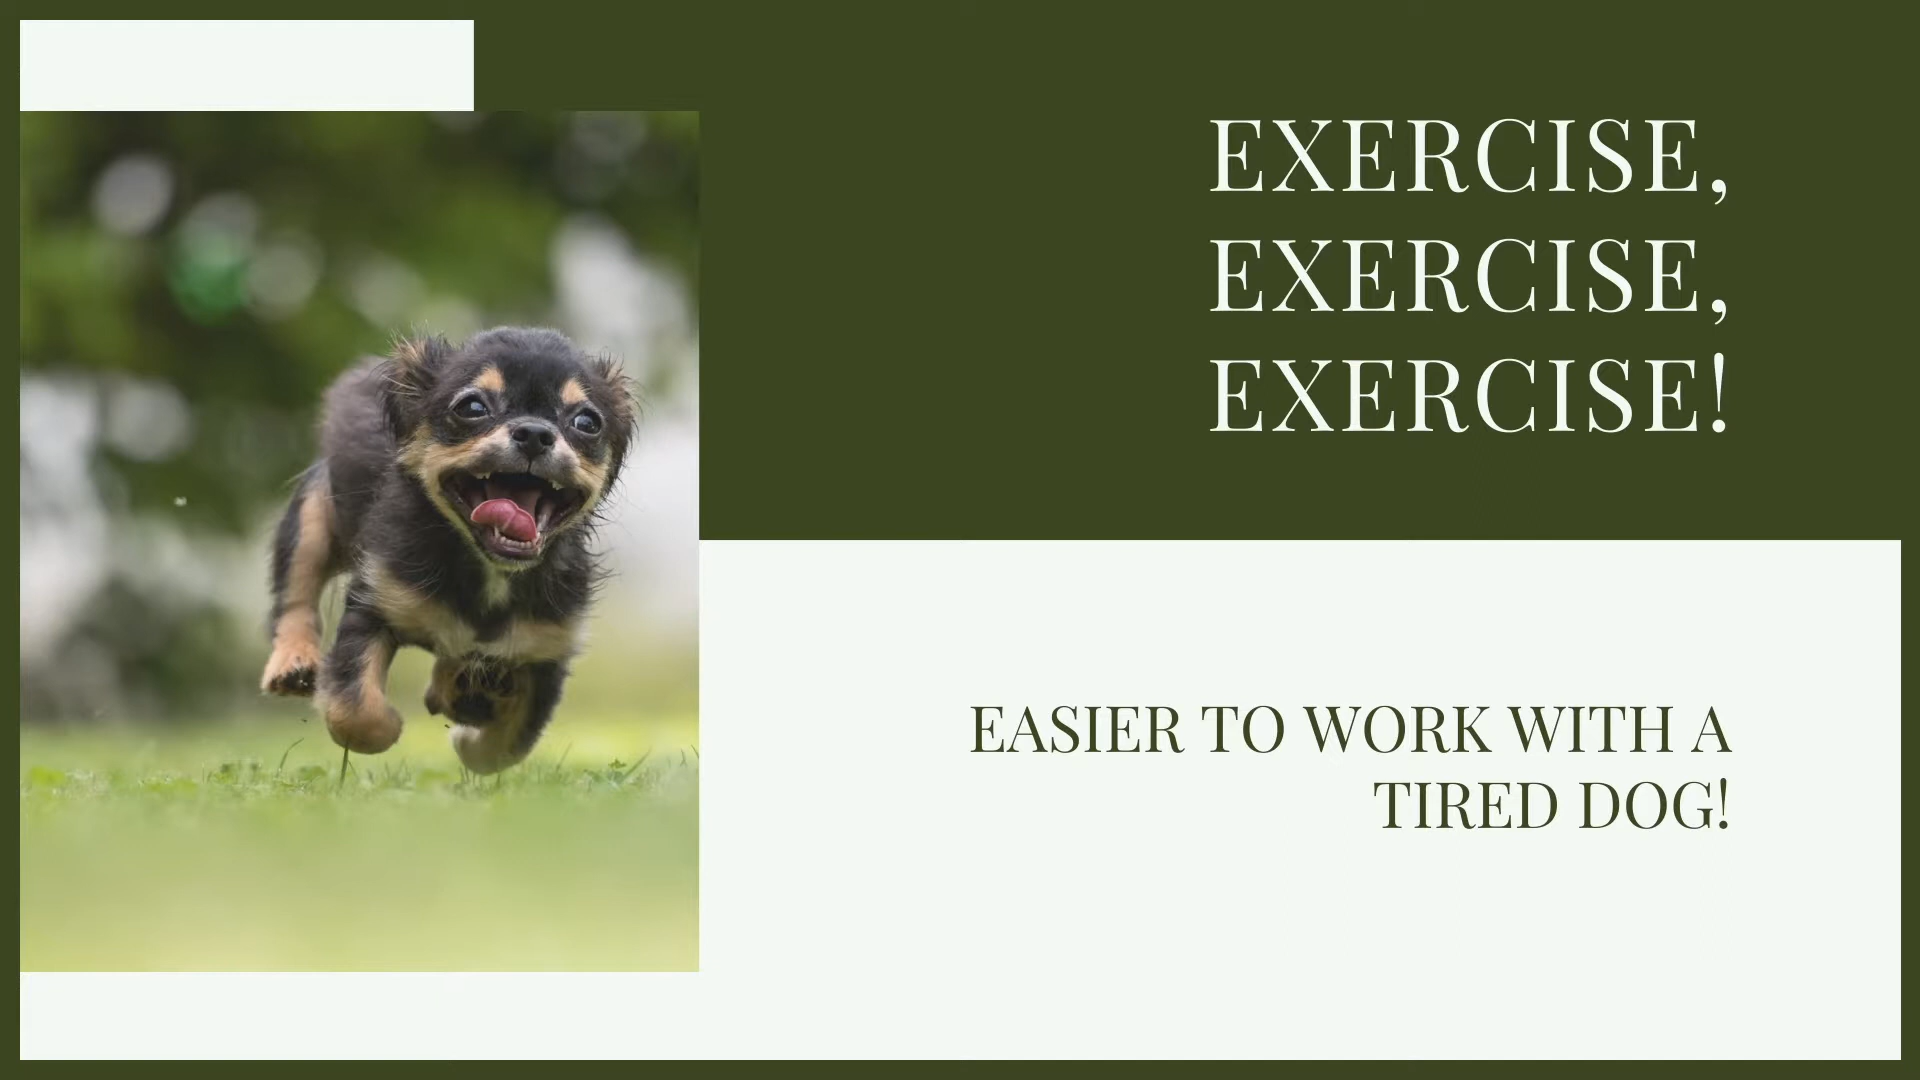 EXERCISE,
EXERCISE,
EXERCISE!
EASIER TO WORK WITH A
TIRED DOG!